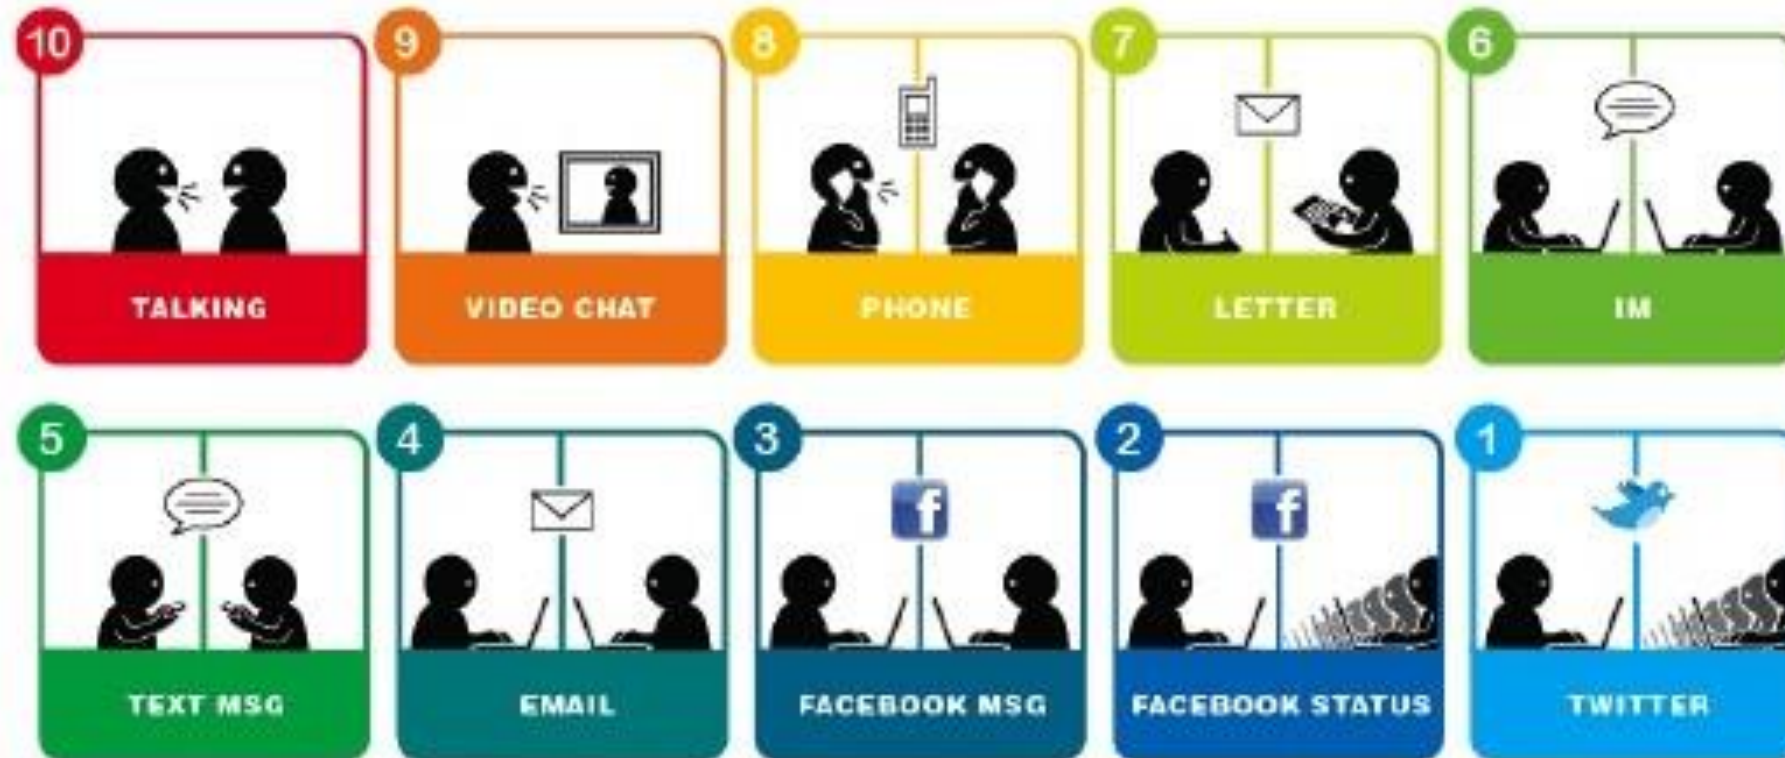 10
TALKING
9
VIDEO CHAT
8
PHONE
7
LETTER
6
IM
5
TEXT MSG
4
EMAIL
3
f
FACEBOOK MSG
2
f
FACEBOOK STATUS
1
TWITTER